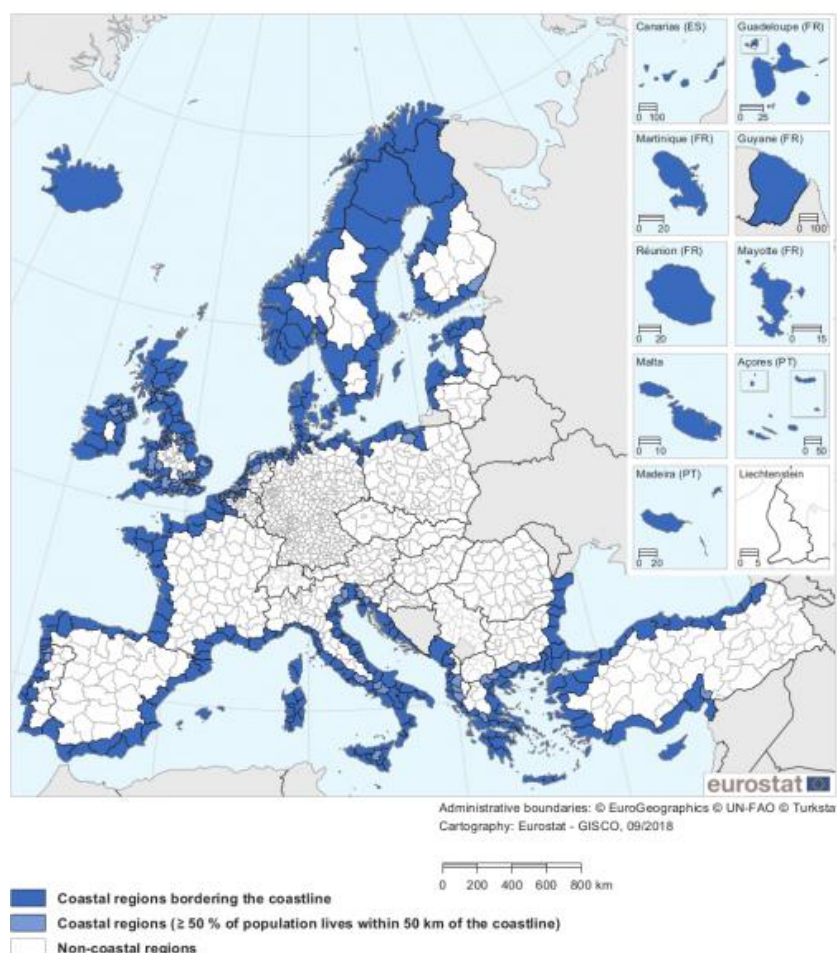 Canarias (ES)
0 100
Guadeloupe (FR)
0 25
Martinique (FR)
0 20
Guyane (FR)
0 100
Réunion (FR)
0 20
Mayotte (FR)
0 15
Malta
0 10
Açores (PT)
0 50
Madeira (PT)
0 20
Liechtenstein
0 5
eurostat
Administrative boundaries: © EuroGeographics © UN-FAO © Turksta
Cartography: Eurostat - GISCO, 09/2018
0 200 400 600 800 km
Coastal regions bordering the coastline
Coastal regions (≥ 50 % of population lives within 50 km of the coastline)
Non-coastal regions